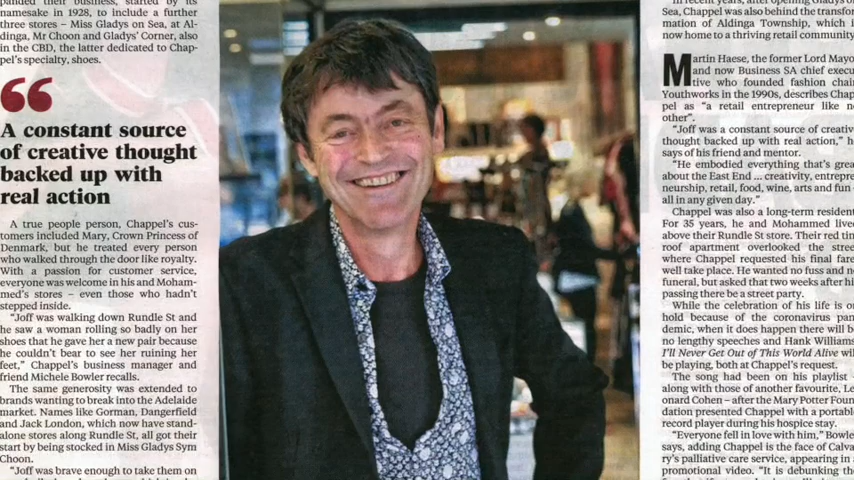 panded their business, started by its
namesake in 1928, to include a further
three stores – Miss Gladys on Sea, at Al-
dinga, Mr Choon and Gladys' Corner, also
in the CBD, the latter dedicated to Chap-
pel's specialty, shoes.
“
A constant source
of creative thought
backed up with
real action
A true people person, Chappel's cus-
tomers included Mary, Crown Princess of
Denmark, but he treated every person
who walked through the door like royalty.
With a passion for customer service,
everyone was welcome in his and Moham-
med's stores – even those who hadn't
stepped inside.
“Joff was walking down Rundle St and
he saw a woman rolling so badly on her
shoes that he gave her a new pair because
he couldn't bear to see her ruining her
feet,” Chappel's business manager and
friend Michele Bowler recalls.
The same generosity was extended to
brands wanting to break into the Adelaide
market. Names like Gorman, Dangerfield
and Jack London, which now have stand-
alone stores along Rundle St, all got their
start by being stocked in Miss Gladys Sym
Choon.
“Joff was brave enough to take them on
In recent years, after opening Gladys on
Sea, Chappel was also behind the transfor-
mation of Aldinga Township, which i
now home to a thriving retail community
Martin Haese, the former Lord Mayo
and now Business SA chief execu
tive who founded fashion chain
Youthworks in the 1990s, describes Chap
pel as “a retail entrepreneur like n
other”.
“Joff was a constant source of creativ
thought backed up with real action,” h
says of his friend and mentor.
“He embodied everything that's grea
about the East End ... creativity, entrepre
neurship, retail, food, wine, arts and fun –
all in any given day.”
Chappel was also a long-term resident
For 35 years, he and Mohammed lived
above their Rundle St store. Their red tin
roof apartment overlooked the stree
where Chappel requested his final fare
well take place. He wanted no fuss and n
funeral, but asked that two weeks after hi
passing there be a street party.
While the celebration of his life is o
hold because of the coronavirus pan
demic, when it does happen there will b
no lengthy speeches and Hank Williams
I'll Never Get Out of This World Alive wil
be playing, both at Chappel's request.
The song had been on his playlist –
along with those of another favourite, Le
onard Cohen – after the Mary Potter Foun
dation presented Chappel with a portabl
record player during his hospice stay.
“Everyone fell in love with him,” Bowle
says, adding Chappel is the face of Calva
ry's palliative care service, appearing in
promotional video. “It is debunking th